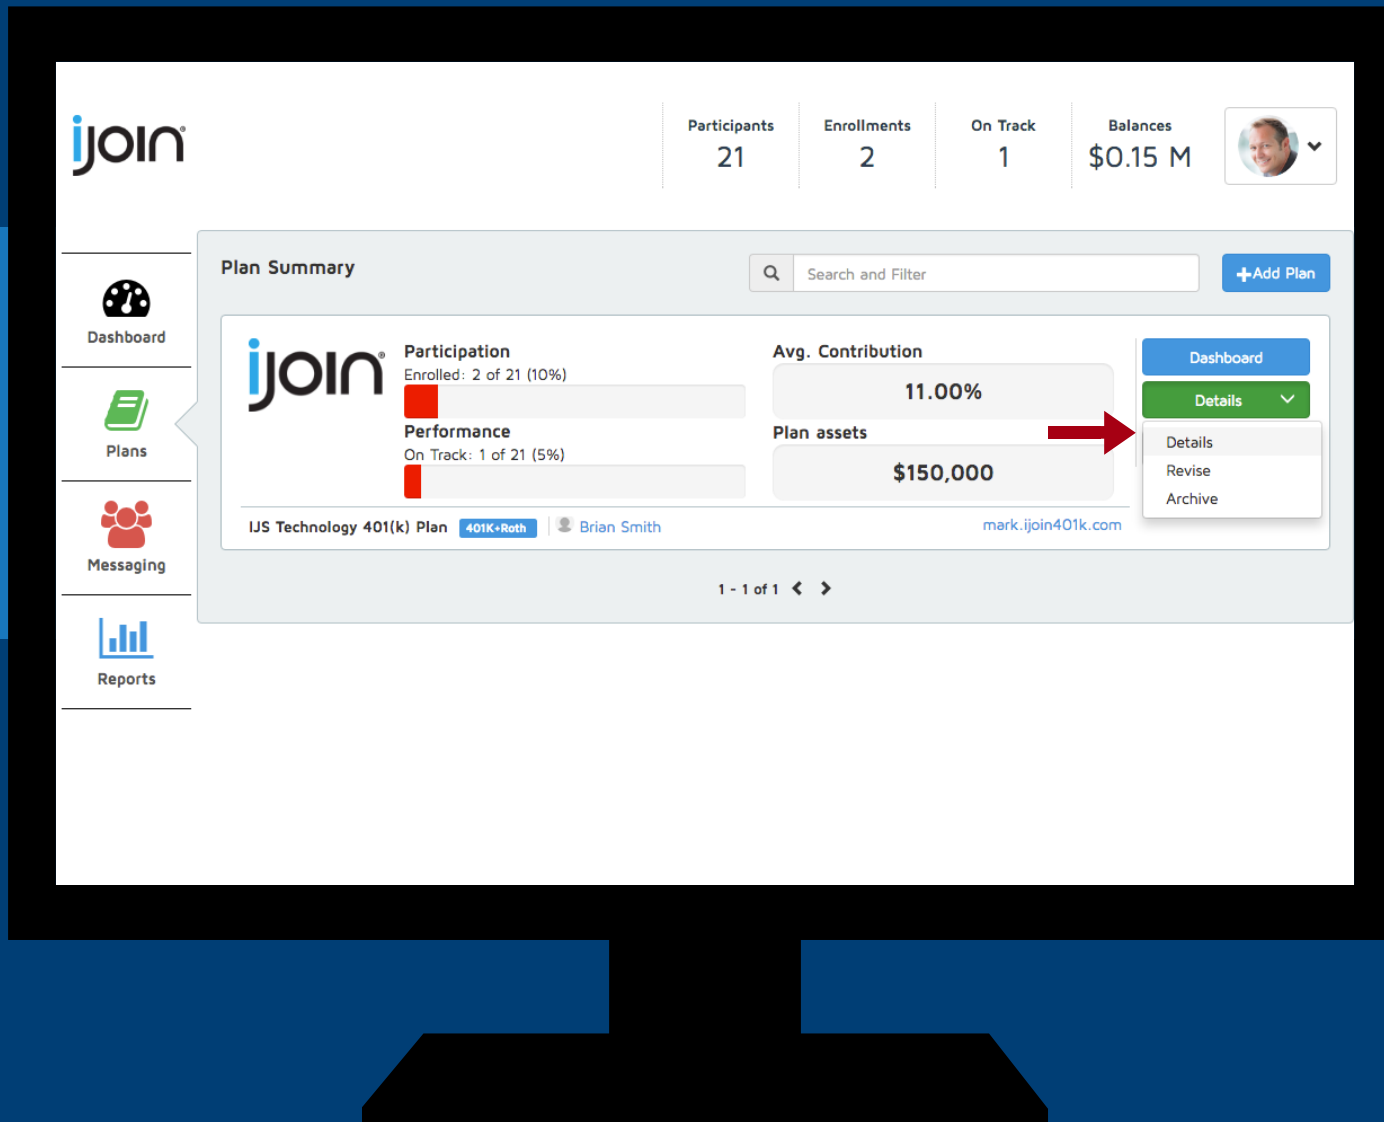 ijoin®
Participants
21
Enrollments
2
On Track
1
Balances
$0.15 M
Dashboard
Plans
Messaging
Reports
Plan Summary
Search and Filter
+Add Plan
ijoin®
Participation
Enrolled: 2 of 21 (10%)
Performance
On Track: 1 of 21 (5%)
Avg. Contribution
11.00%
Plan assets
$150,000
Dashboard
Details
Details
Revise
Archive
IJS Technology 401(k) Plan 401K+Roth Brian Smith mark.ijoin401k.com
1 - 1 of 1